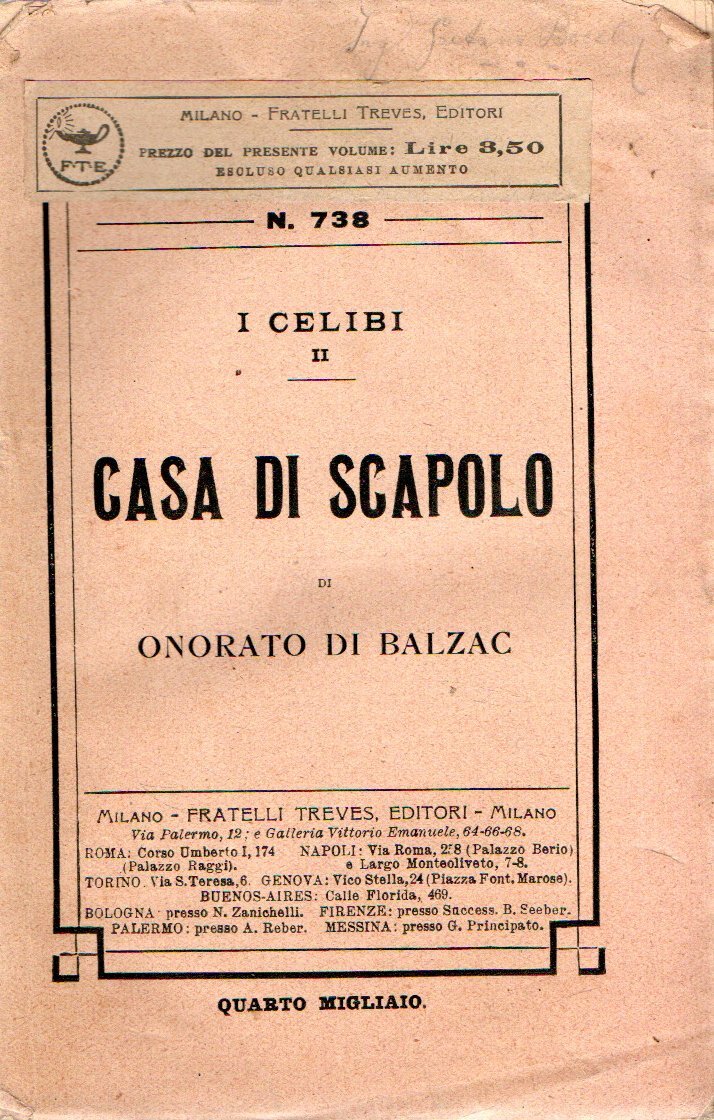 MILANO - FRATELLI TREVES, EDITORI
F.T.E.
PREZZO DEL PRESENTE VOLUME: Lire 3,50
ESCLUSO QUALSIASI AUMENTO
N. 738
I CELIBI
II
CASA DI SCAPOLO
DI
ONORATO DI BALZAC
MILANO - FRATELLI TREVES, EDITORI - MILANO
Via Palermo, 12; e Galleria Vittorio Emanuele, 64-66-68.
ROMA: Corso Umberto I, 174 NAPOLI: Via Roma, 258 (Palazzo Berio)
(Palazzo Raggi). e Largo Monteoliveto, 7-8.
TORINO Via S. Teresa, 6. GENOVA: Vico Stella, 24 (Piazza Font. Marose).
BUENOS-AIRES: Calle Florida, 469.
BOLOGNA presso N. Zanichelli. FIRENZE: presso Success. B. Seeber.
PALERMO: presso A. Reber. MESSINA: presso G. Principato.
QUARTO MIGLIAIO.